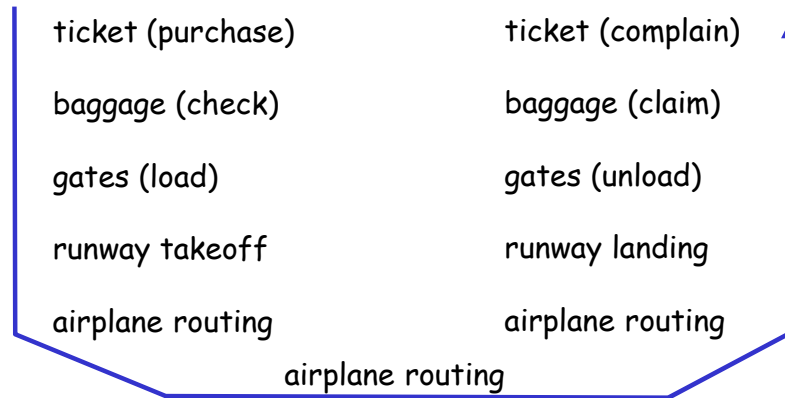 ticket (purchase)
baggage (check)
gates (load)
runway takeoff
airplane routing
ticket (complain)
baggage (claim)
gates (unload)
runway landing
airplane routing
airplane routing